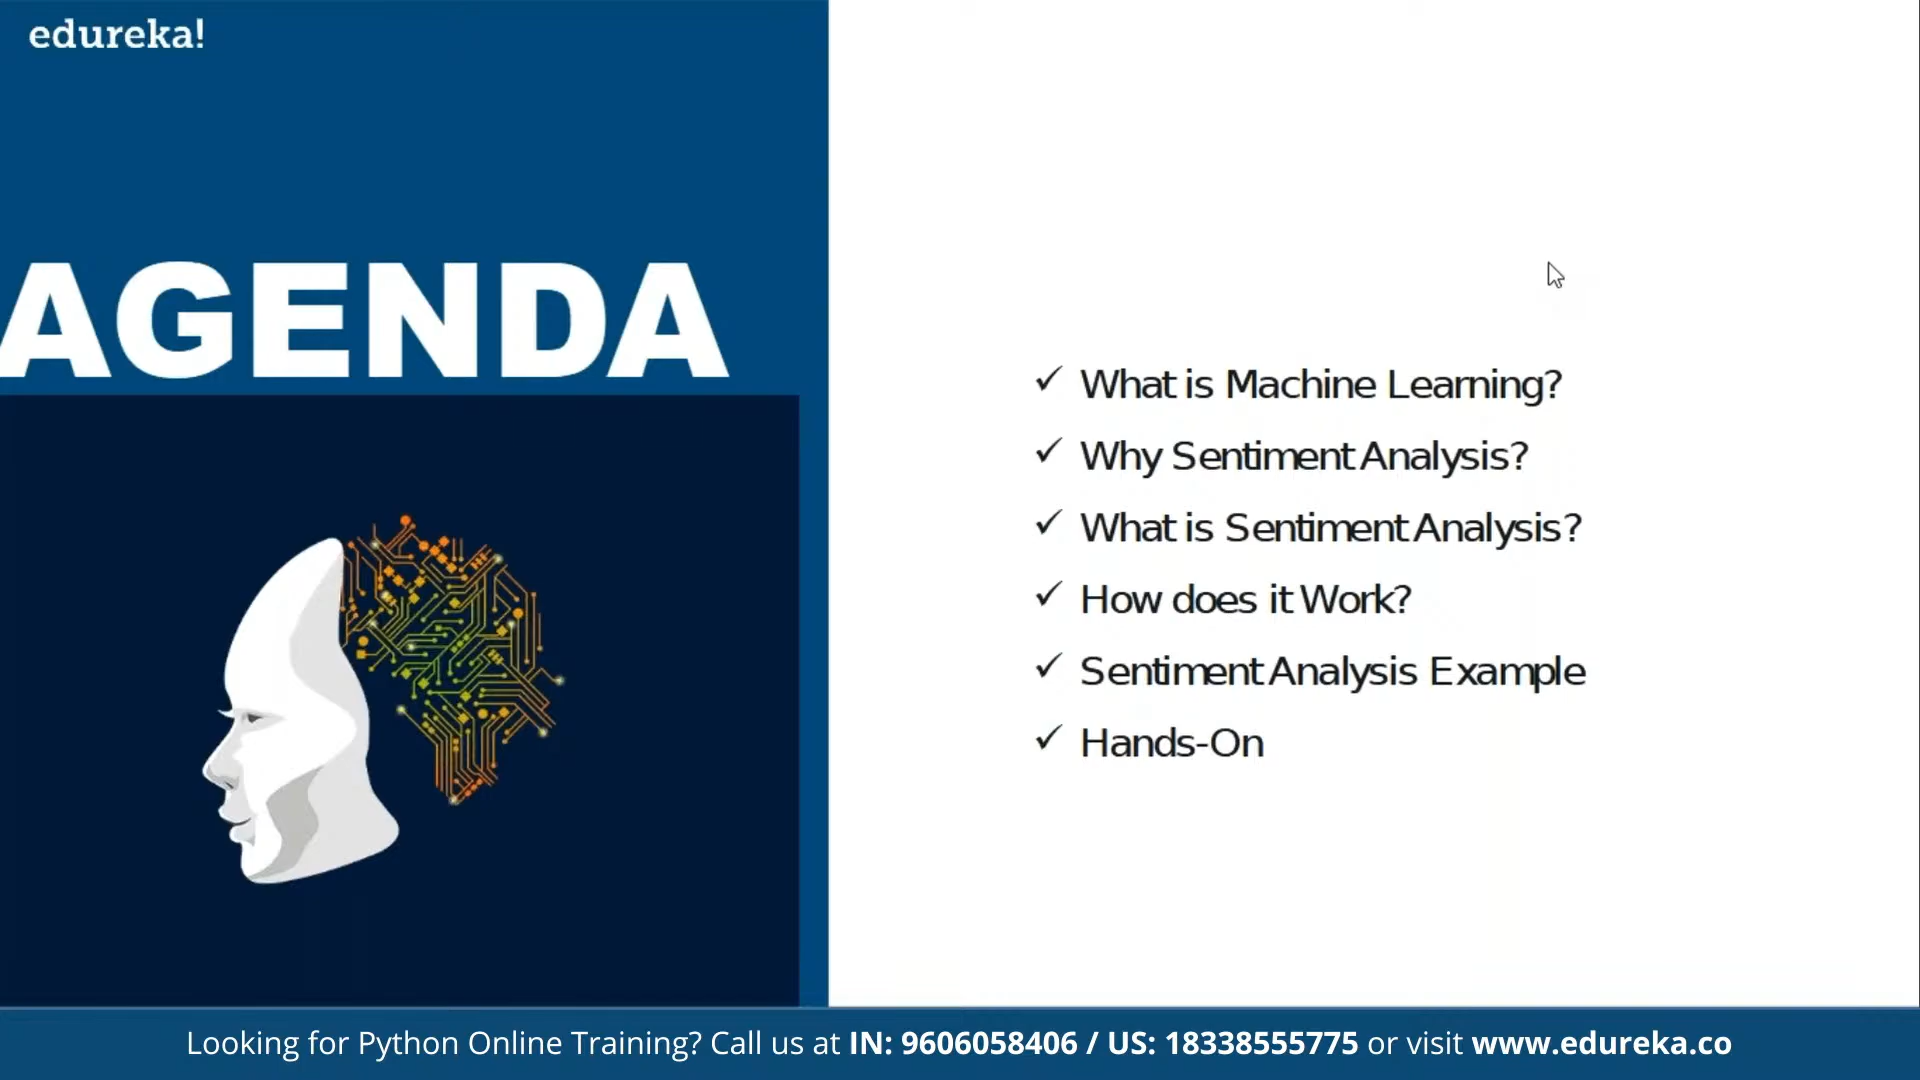 edureka!
AGENDA
✓ What is Machine Learning?
✓ Why Sentiment Analysis?
✓ What is Sentiment Analysis?
✓ How does it Work?
✓ Sentiment Analysis Example
✓ Hands-On
Looking for Python Online Training? Call us at IN: 9606058406 / US: 18338555775 or visit www.edureka.co